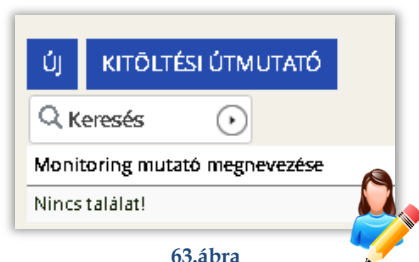 ÚJ KITÖLTÉSI ÚTMUTATÓ
Keresés
Monitoring mutató megnevezése
Nincs találat!
63.ábra